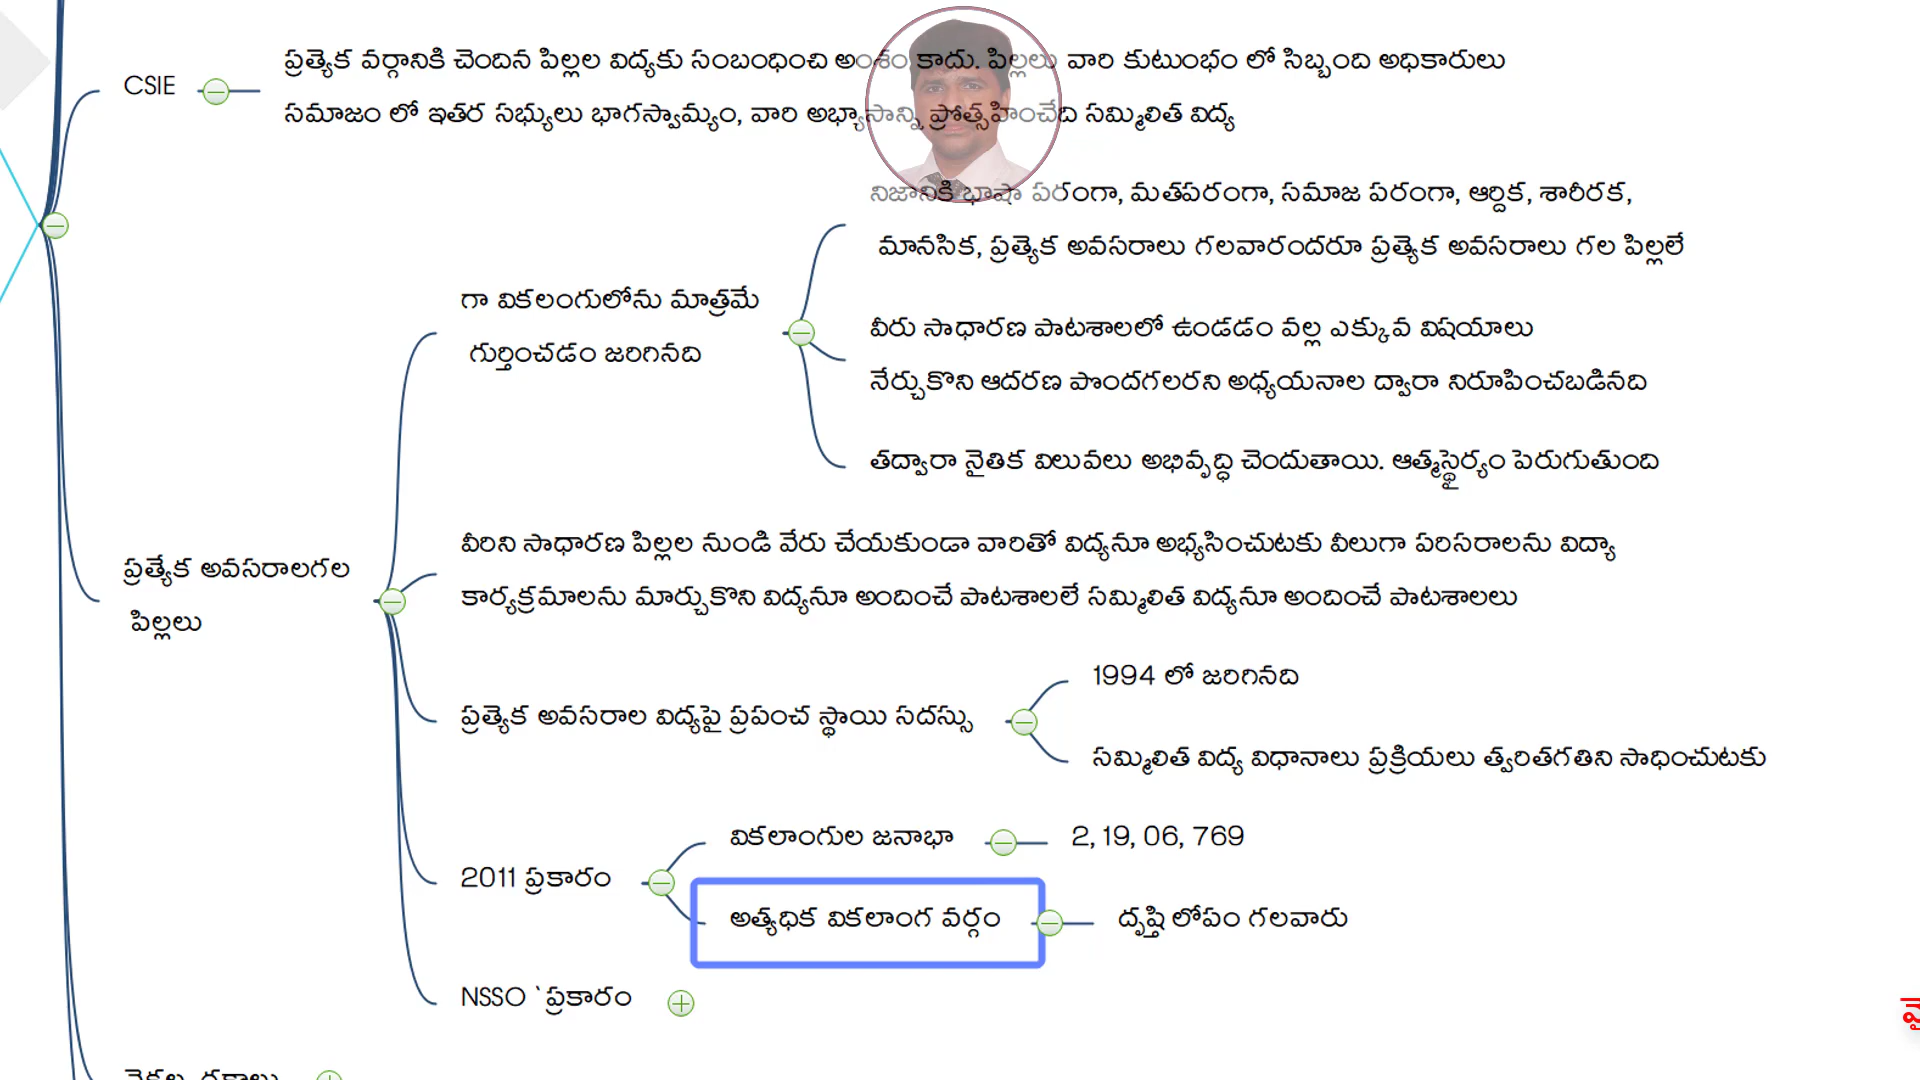 ప్రత్యెక వర్గానికి చెందిన పిల్లల విద్యకు సంబంధించి అంశం కాదు. పిల్లలు వారి కుటుంభం లో సిబ్బంది అధికారులు
CSIE
సమాజం లో ఇతర సభ్యులు భాగస్వామ్యం, వారి అభ్యాసాన్ని ప్రోత్సహించేది సమ్మిలిత విద్య
నిజానికి భాషా పరంగా, మతపరంగా, సమాజ పరంగా, ఆర్దిక, శారీరక,
మానసిక, ప్రత్యెక అవసరాలు గలవారందరూ ప్రత్యెక అవసరాలు గల పిల్లలే
గా వికలంగులోను మాత్రమే
గుర్తించడం జరిగినది
వీరు సాధారణ పాటశాలలో ఉండడం వల్ల ఎక్కువ విషయాలు
నేర్చుకొని ఆదరణ పొందగలరని అధ్యయనాల ద్వారా నిరూపించబడినది
తద్వారా నైతిక విలువలు అభివృద్ధి చెందుతాయి. ఆత్మస్థైర్యం పెరుగుతుంది
ప్రత్యేక అవసరాలగల
పిల్లలు
వీరిని సాధారణ పిల్లల నుండి వేరు చేయకుండా వారితో విద్యనూ అభ్యసించుటకు వీలుగా పరిసరాలను విద్యా
కార్యక్రమాలను మార్చుకొని విద్యనూ అందించే పాటశాలలే సమ్మిలిత విద్యనూ అందించే పాటశాలలు
ప్రత్యెక అవసరాల విద్యపై ప్రపంచ స్థాయి సదస్సు
1994 లో జరిగినది
సమ్మిలిత విద్య విధానాలు ప్రక్రియలు త్వరితగతిని సాధించుటకు
2011 ప్రకారం
వికలాంగుల జనాభా
2, 19, 06, 769
అత్యధిక వికలాంగ వర్గం
దృష్తి లోపం గలవారు
NSSO ` ప్రకారం